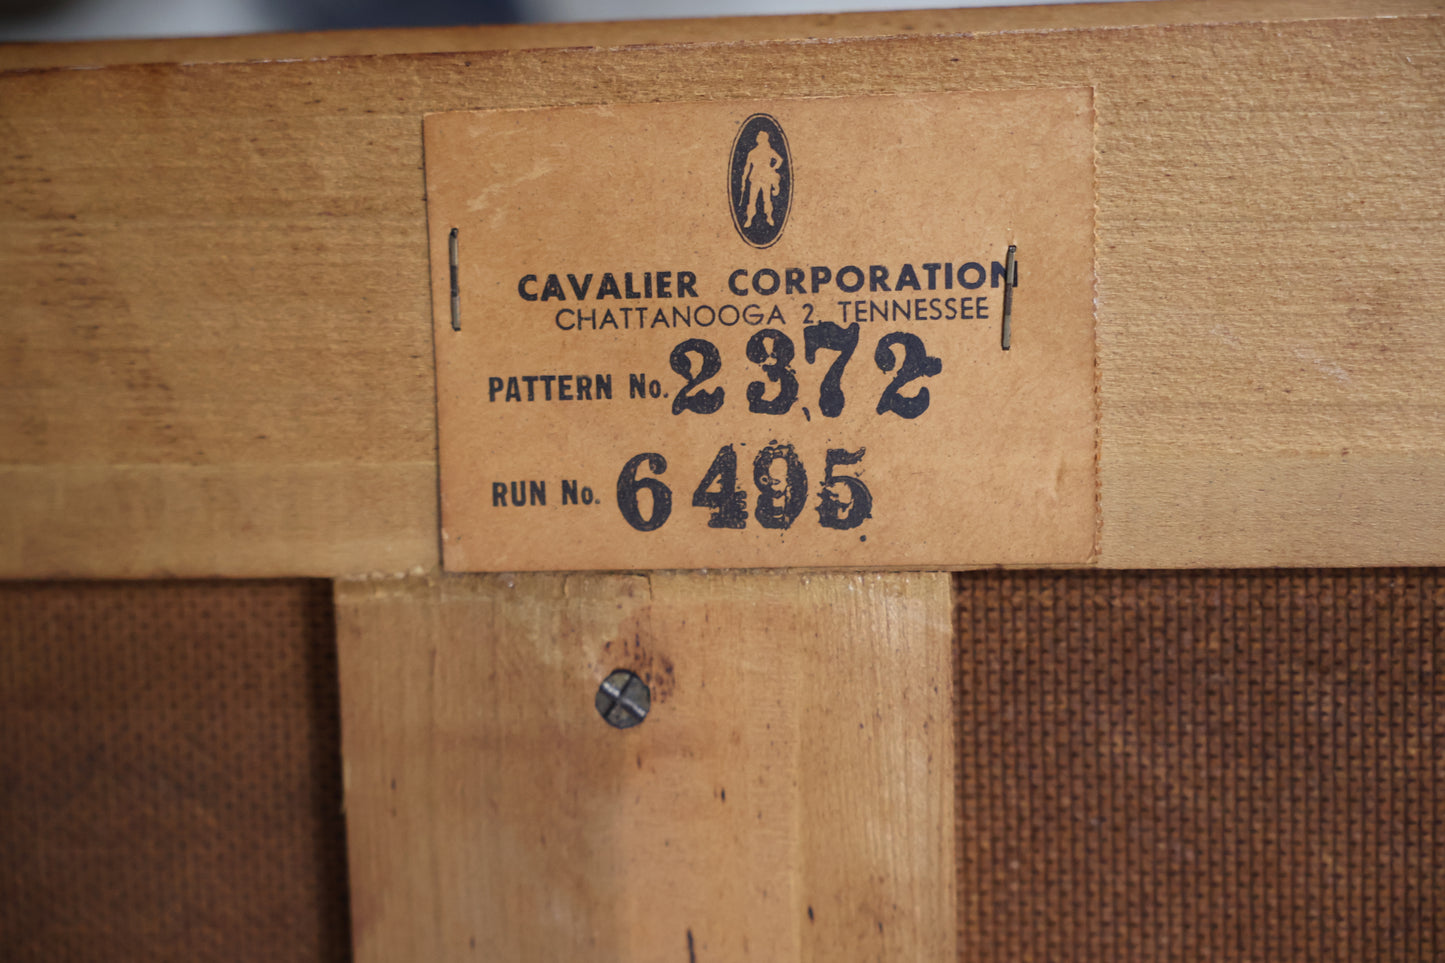 CAVALIER CORPORATION
CHATTANOOGA 2, TENNESSEE
PATTERN No. 2372
RUN No. 6495